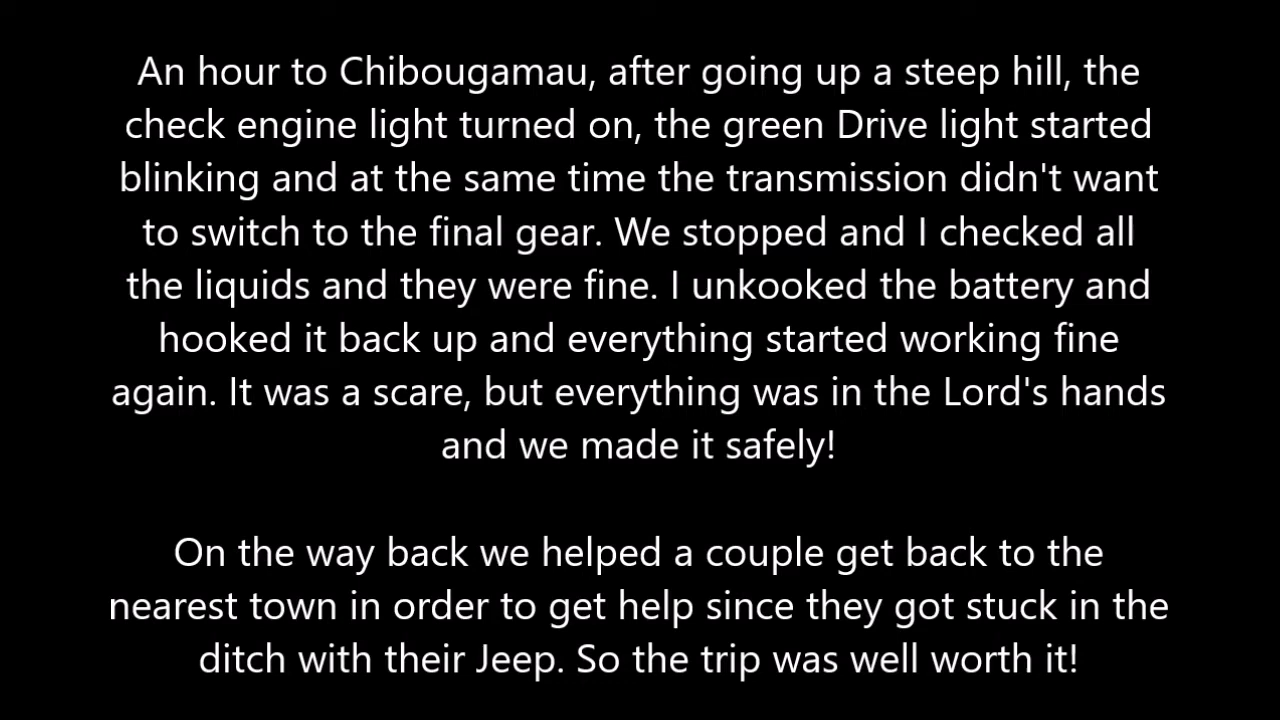 An hour to Chibougamau, after going up a steep hill, the
check engine light turned on, the green Drive light started
blinking and at the same time the transmission didn't want
to switch to the final gear. We stopped and I checked all
the liquids and they were fine. I unkooked the battery and
hooked it back up and everything started working fine
again. It was a scare, but everything was in the Lord's hands
and we made it safely!
On the way back we helped a couple get back to the
nearest town in order to get help since they got stuck in the
ditch with their Jeep. So the trip was well worth it!